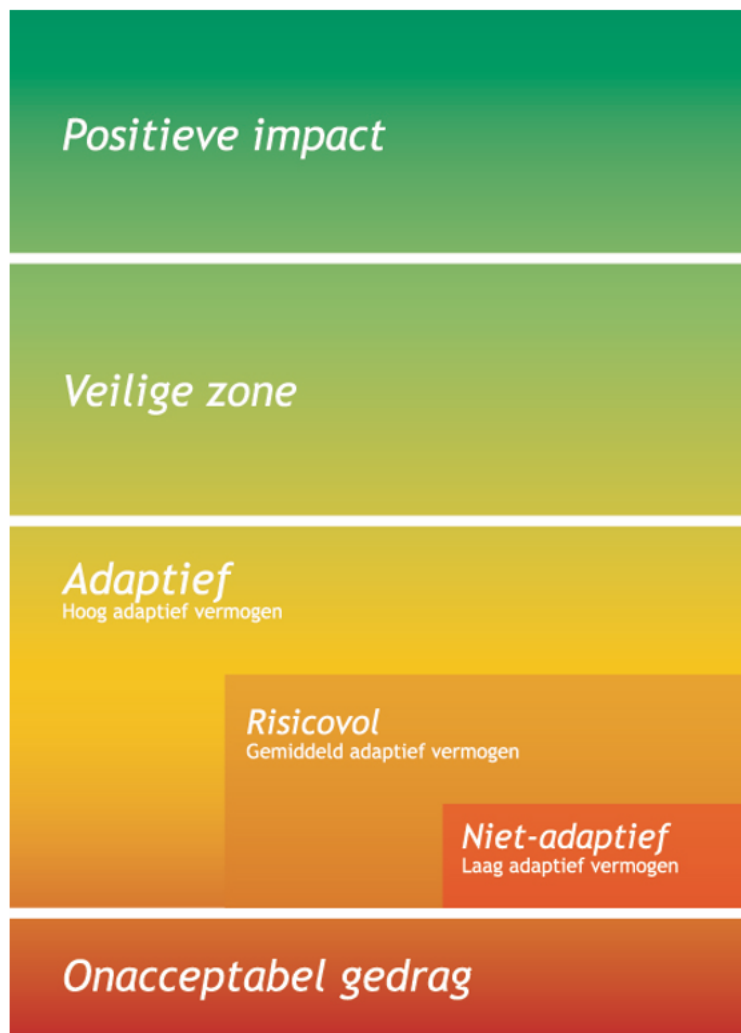 Positieve impact
Veilige zone
Adaptief
Hoog adaptief vermogen
Risicovol
Gemiddeld adaptief vermogen
Niet-adaptief
Laag adaptief vermogen
Onacceptabel gedrag